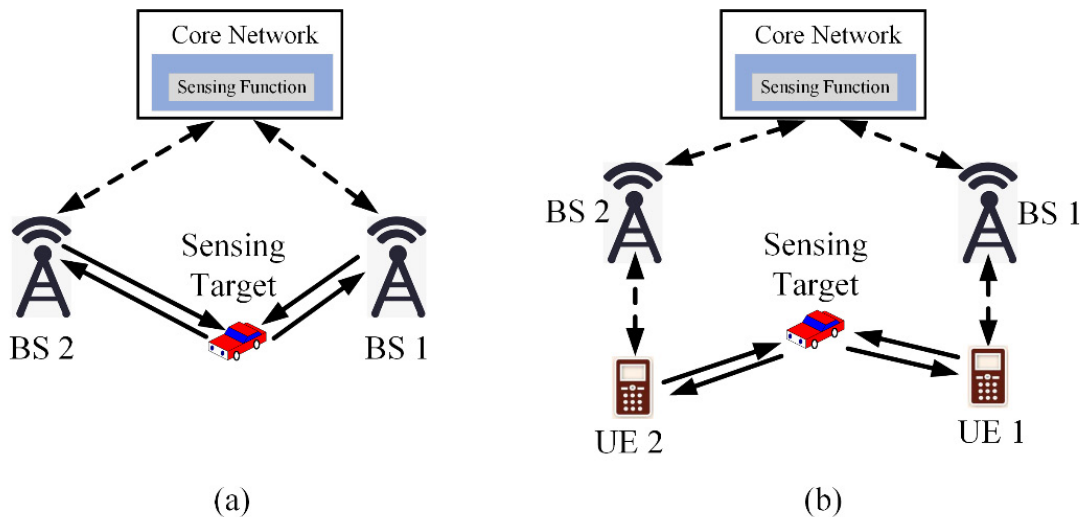 Core Network
Sensing Function
Sensing
Target
BS 2
BS 1
(a)
Core Network
Sensing Function
BS 2
BS 1
Sensing
Target
UE 2
UE 1
(b)